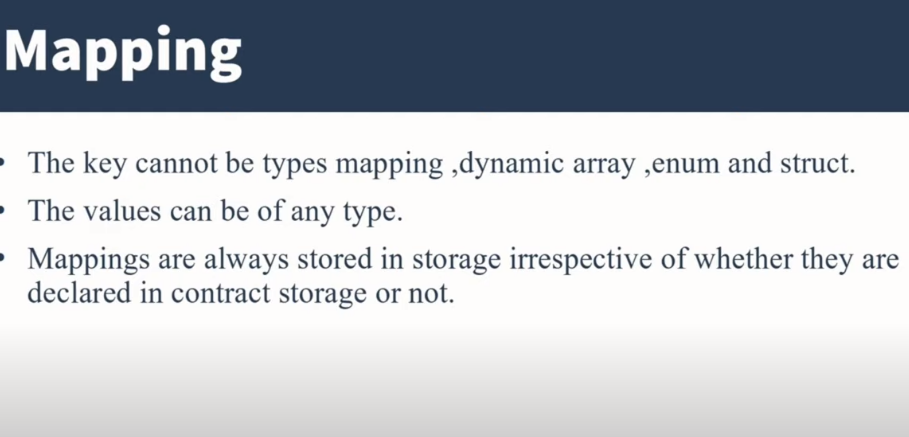 Mapping
• The key cannot be types mapping ,dynamic array ,enum and struct.
• The values can be of any type.
• Mappings are always stored in storage irrespective of whether they are
declared in contract storage or not.